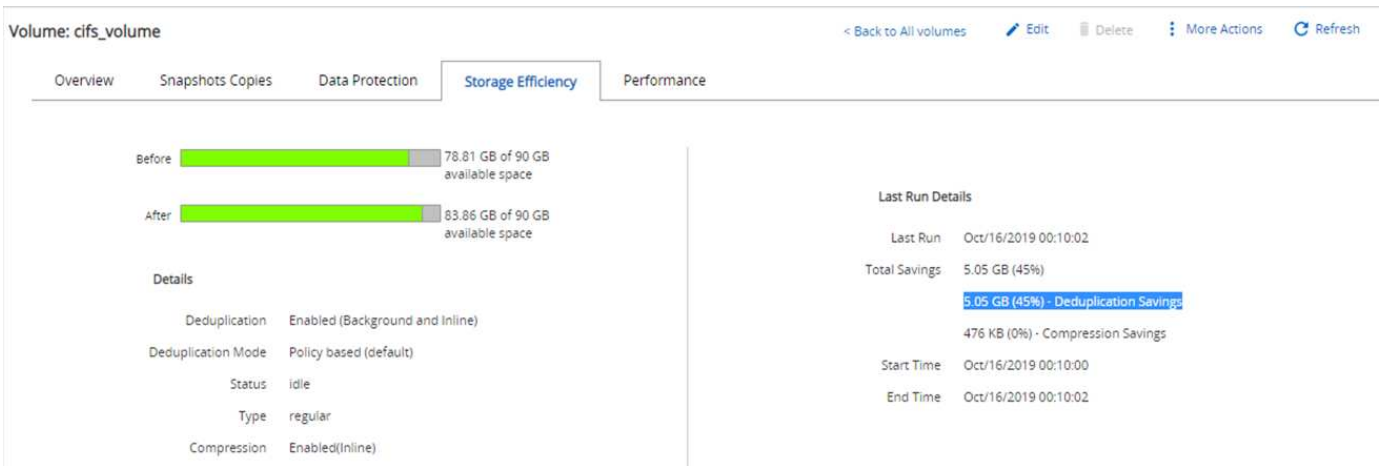 Volume: cifs_volume
< Back to All volumes Edit Delete More Actions Refresh
Overview Snapshots Copies Data Protection Storage Efficiency Performance
Before 78.81 GB of 90 GB
available space
After 83.86 GB of 90 GB
available space
Details
Deduplication Enabled (Background and Inline)
Deduplication Mode Policy based (default)
Status idle
Type regular
Compression Enabled(Inline)
Last Run Details
Last Run Oct/16/2019 00:10:02
Total Savings 5.05 GB (45%)
5.05 GB (45%) - Deduplication Savings
476 KB (0%) - Compression Savings
Start Time Oct/16/2019 00:10:00
End Time Oct/16/2019 00:10:02